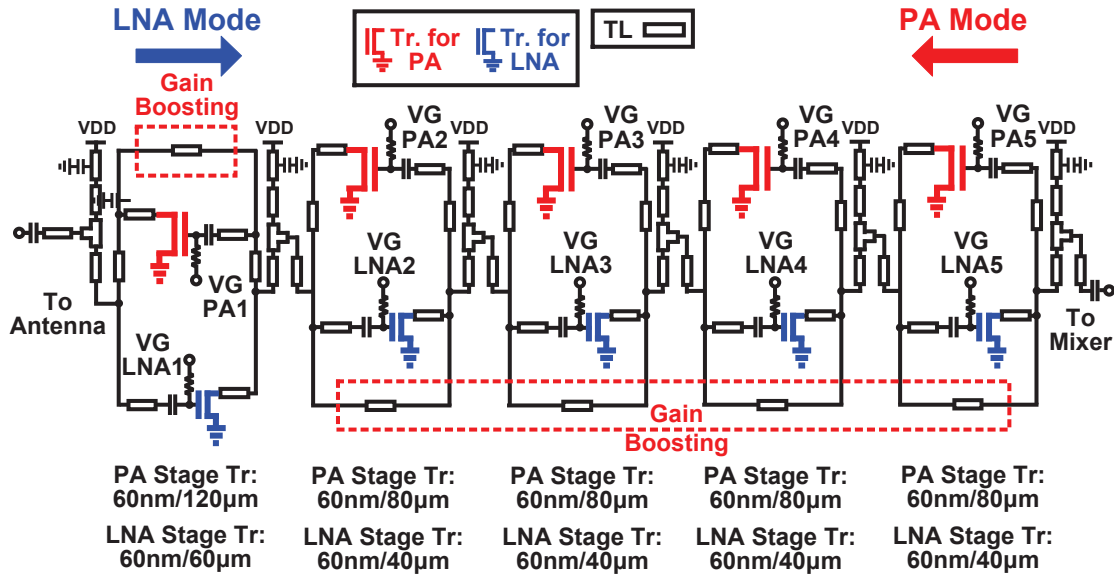 LNA Mode
Tr. for
PA
Tr. for
LNA
TL
PA Mode
Gain
Boosting
VDD
VDD
VG
PA2
VDD
VG
PA3
VDD
VG
PA4
VDD
VG
PA5
VDD
VG
LNA2
VG
LNA3
VG
LNA4
VG
LNA5
VG
PA1
To
Antenna
VG
LNA1
To
Mixer
Gain
Boosting
PA Stage Tr:
60nm/120µm
PA Stage Tr:
60nm/80µm
PA Stage Tr:
60nm/80µm
PA Stage Tr:
60nm/80µm
PA Stage Tr:
60nm/80µm
LNA Stage Tr:
60nm/60µm
LNA Stage Tr:
60nm/40µm
LNA Stage Tr:
60nm/40µm
LNA Stage Tr:
60nm/40µm
LNA Stage Tr:
60nm/40µm